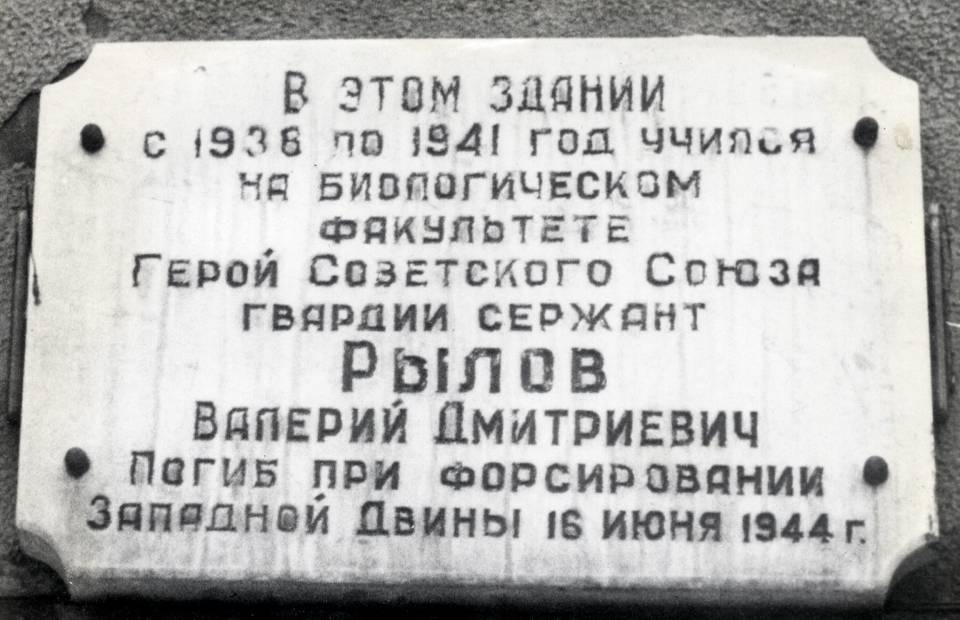 В ЭТОМ ЗДАНИИ
С 1938 ПО 1941 ГОД УЧИЛСЯ
НА БИОЛОГИЧЕСКОМ
ФАКУЛЬТЕТЕ
ГЕРОЙ СОВЕТСКОГО СОЮЗА
ГВАРДИИ СЕРЖАНТ
РЫЛОВ
ВАЛЕРИЙ ДМИТРИЕВИЧ
ПОГИБ ПРИ ФОРСИРОВАНИИ
ЗАПАДНОЙ ДВИНЫ 16 ИЮНЯ 1944 Г.